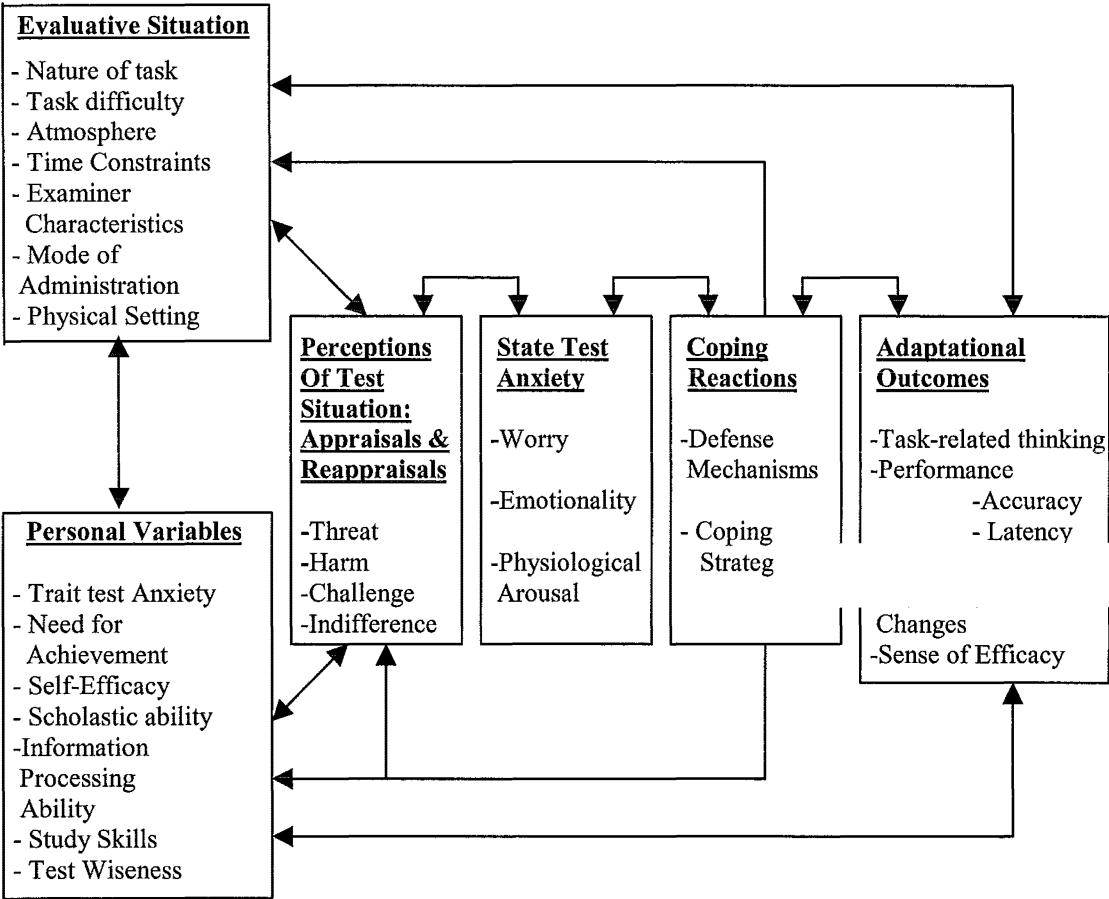 Evaluative Situation
- Nature of task
- Task difficulty
- Atmosphere
- Time Constraints
- Examiner
Characteristics
- Mode of
Administration
- Physical Setting
Perceptions
Of Test
Situation:
Appraisals &
Reappraisals
-Threat
-Harm
-Challenge
-Indifference
State Test
Anxiety
-Worry
-Emotionality
-Physiological
Arousal
Coping
Reactions
-Defense
Mechanisms
- Coping
Strateg
Adaptational
Outcomes
-Task-related thinking
-Performance
-Accuracy
- Latency
Changes
-Sense of Efficacy
Personal Variables
- Trait test Anxiety
- Need for
Achievement
- Self-Efficacy
- Scholastic ability
-Information
Processing
Ability
- Study Skills
- Test Wiseness